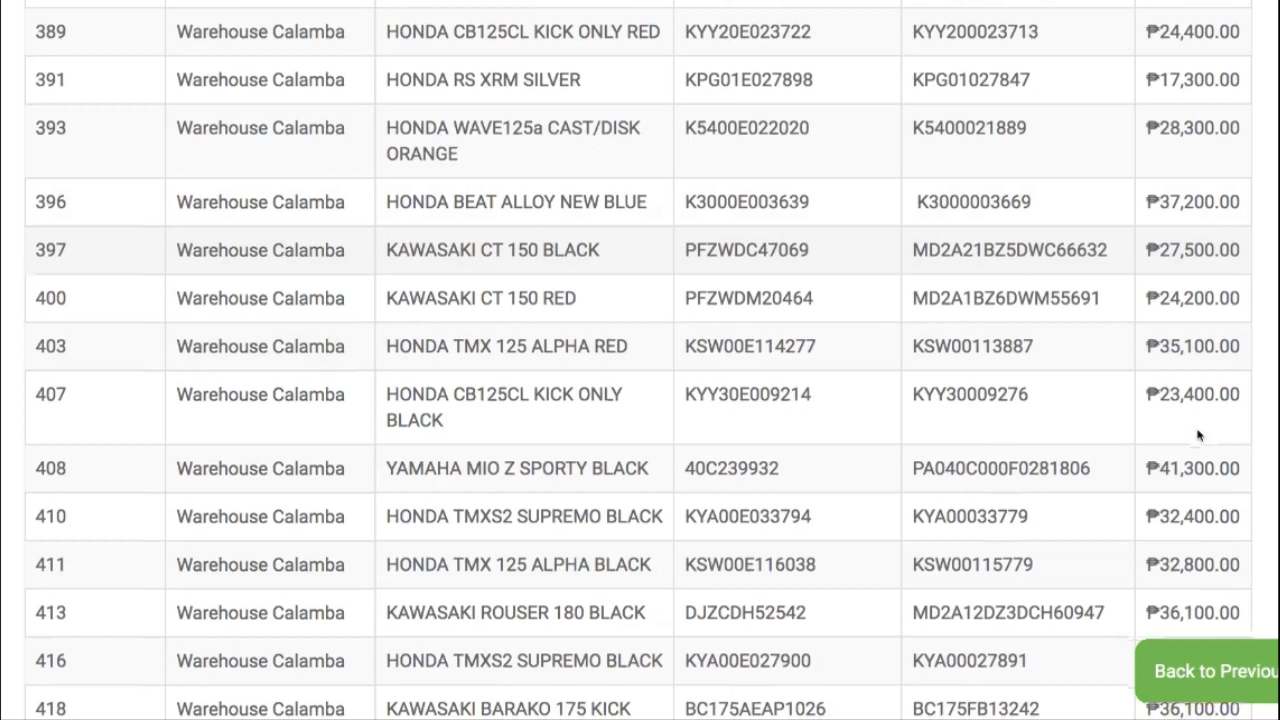 389 Warehouse Calamba HONDA CB125CL KICK ONLY RED KYY20E023722 KYY200023713 ₱24,400.00
391 Warehouse Calamba HONDA RS XRM SILVER KPG01E027898 KPG01027847 ₱17,300.00
393 Warehouse Calamba HONDA WAVE125a CAST/DISK K5400E022020 K5400021889 ₱28,300.00
ORANGE
396 Warehouse Calamba HONDA BEAT ALLOY NEW BLUE K3000E003639 K3000003669 ₱37,200.00
397 Warehouse Calamba KAWASAKI CT 150 BLACK PFZWDC47069 MD2A21BZ5DWC66632 ₱27,500.00
400 Warehouse Calamba KAWASAKI CT 150 RED PFZWDM20464 MD2A1BZ6DWM55691 ₱24,200.00
403 Warehouse Calamba HONDA TMX 125 ALPHA RED KSW00E114277 KSW00113887 ₱35,100.00
407 Warehouse Calamba HONDA CB125CL KICK ONLY KYY30E009214 KYY30009276 ₱23,400.00
BLACK
408 Warehouse Calamba YAMAHA MIO Z SPORTY BLACK 40C239932 PA040C000F0281806 ₱41,300.00
410 Warehouse Calamba HONDA TMXS2 SUPREMO BLACK KYA00E033794 KYA00033779 ₱32,400.00
411 Warehouse Calamba HONDA TMX 125 ALPHA BLACK KSW00E116038 KSW00115779 ₱32,800.00
413 Warehouse Calamba KAWASAKI ROUSER 180 BLACK DJZCDH52542 MD2A12DZ3DCH60947 ₱36,100.00
416 Warehouse Calamba HONDA TMXS2 SUPREMO BLACK KYA00E027900 KYA00027891
Back to Previou
418 Warehouse Calamba KAWASAKI BARAKO 175 KICK BC175AEAP1026 BC175FB13242 ₱36,100.00